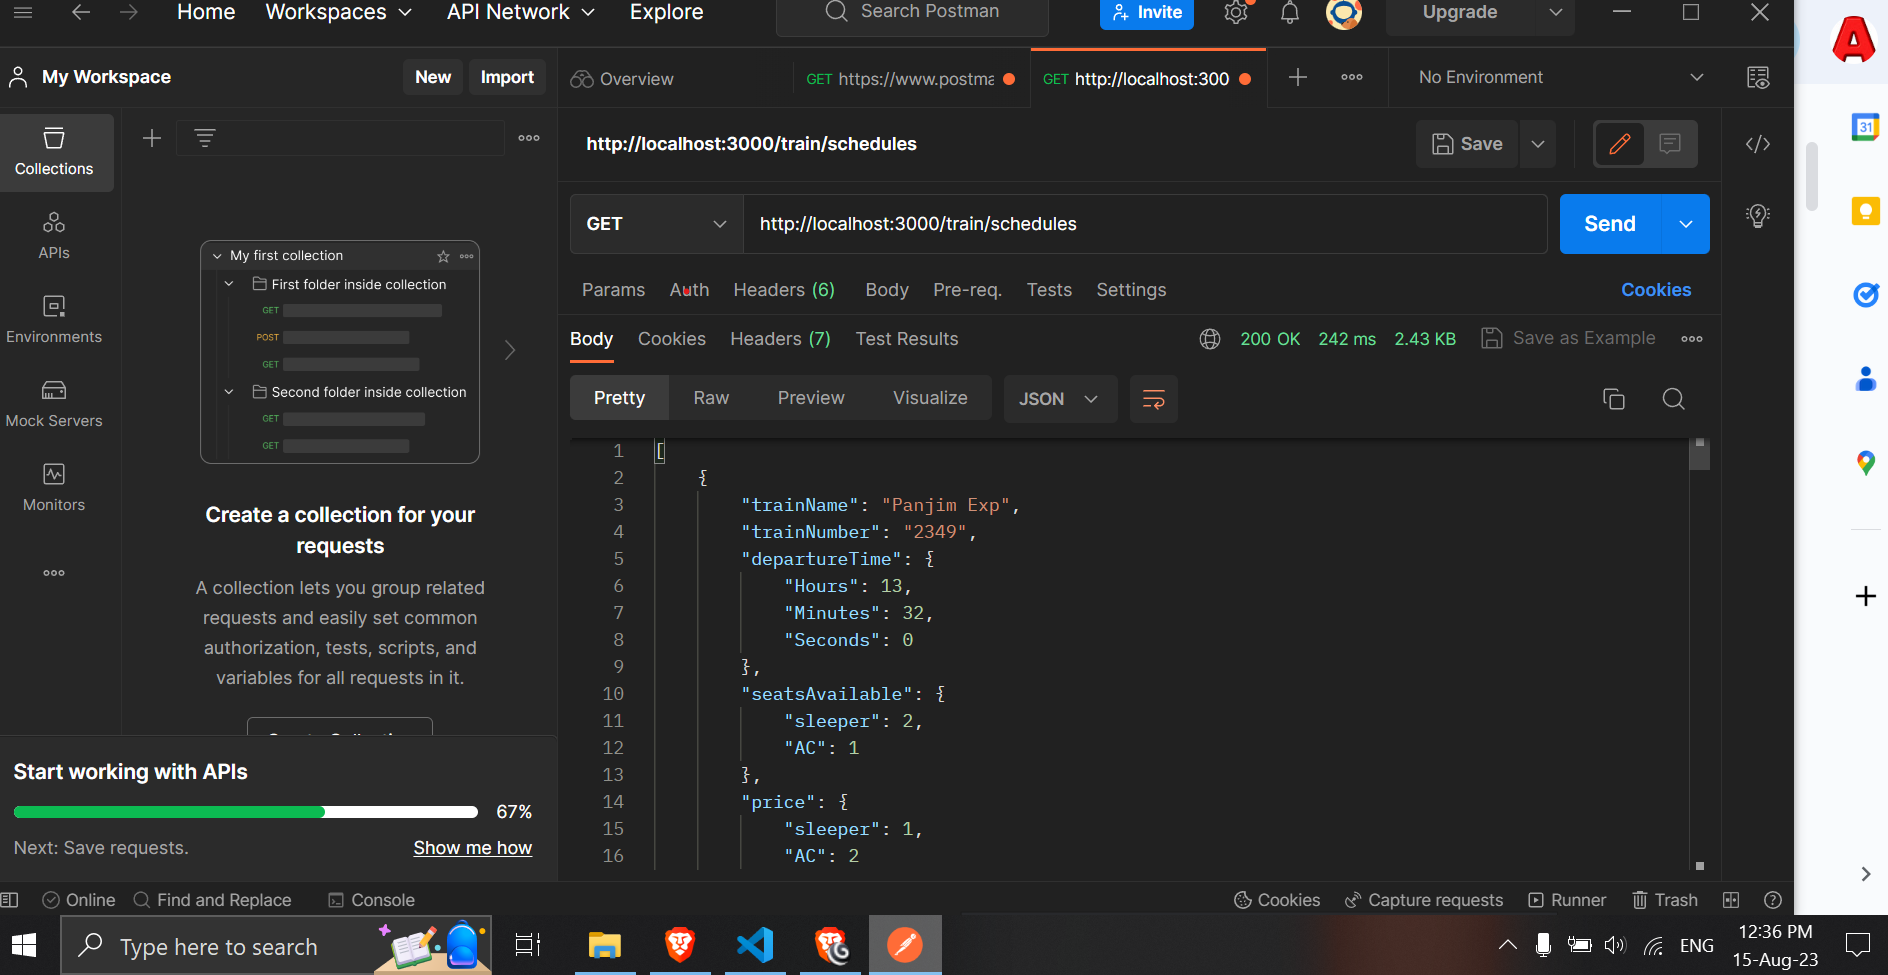 Home Workspaces API Network Explore Search Postman Invite Upgrade
My Workspace New Import Overview GET https://www.postma GET http://localhost:300 No Environment
Collections
APIs
Environments
Mock Servers
Monitors
My first collection
First folder inside collection
GET
POST
GET
Second folder inside collection
GET
GET
Create a collection for your
requests
A collection lets you group related
requests and easily set common
authorization, tests, scripts, and
variables for all requests in it.
Start working with APIs
67%
Next: Save requests. Show me how
http://localhost:3000/train/schedules Save
GET http://localhost:3000/train/schedules Send
Params Auth Headers (6) Body Pre-req. Tests Settings Cookies
Body Cookies Headers (7) Test Results 200 OK 242 ms 2.43 KB Save as Example
Pretty Raw Preview Visualize JSON
1 [
2 {
3 "trainName": "Panjim Exp",
4 "trainNumber": "2349",
5 "departureTime": {
6 "Hours": 13,
7 "Minutes": 32,
8 "Seconds": 0
9 },
10 "seatsAvailable": {
11 "sleeper": 2,
12 "AC": 1
13 },
14 "price": {
15 "sleeper": 1,
16 "AC": 2
31
Online Find and Replace Console Cookies Capture requests Runner Trash
Type here to search ENG 12:36 PM
15-Aug-23